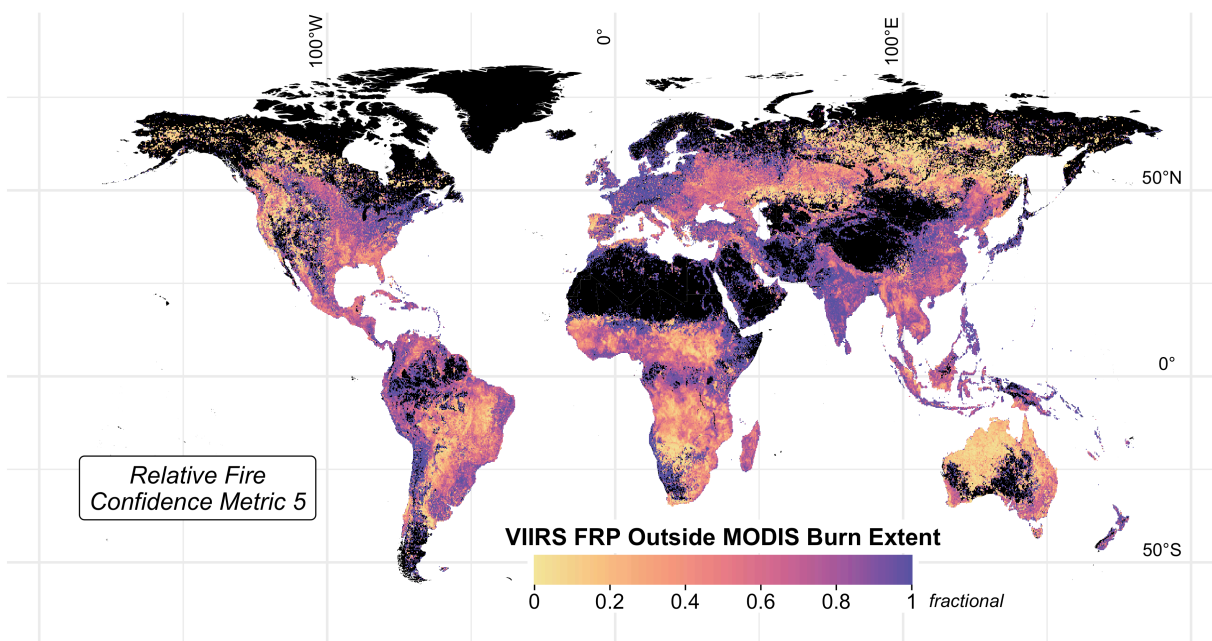 100°W
0°
100°E
50°N
0°
50°S
Relative Fire
Confidence Metric 5
VIIRS FRP Outside MODIS Burn Extent
0 0.2 0.4 0.6 0.8 1 fractional